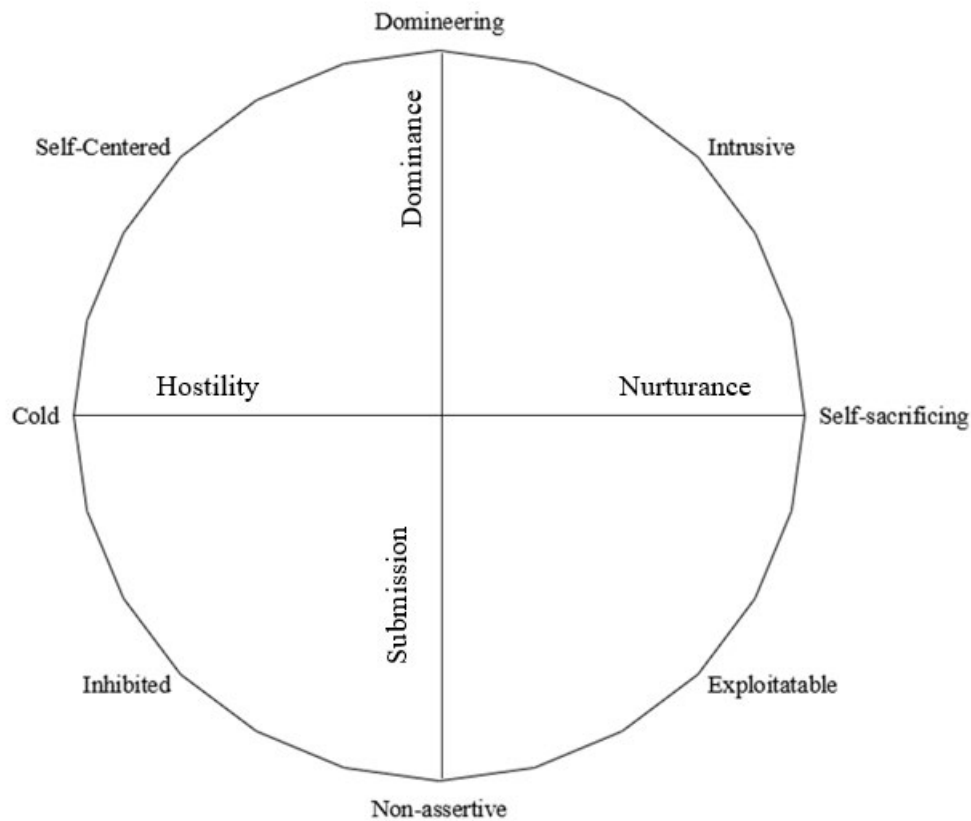 Domineering
Self-Centered
Dominance
Intrusive
Hostility
Nurturance
Cold
Self-sacrificing
Submission
Inhibited
Exploitatable
Non-assertive